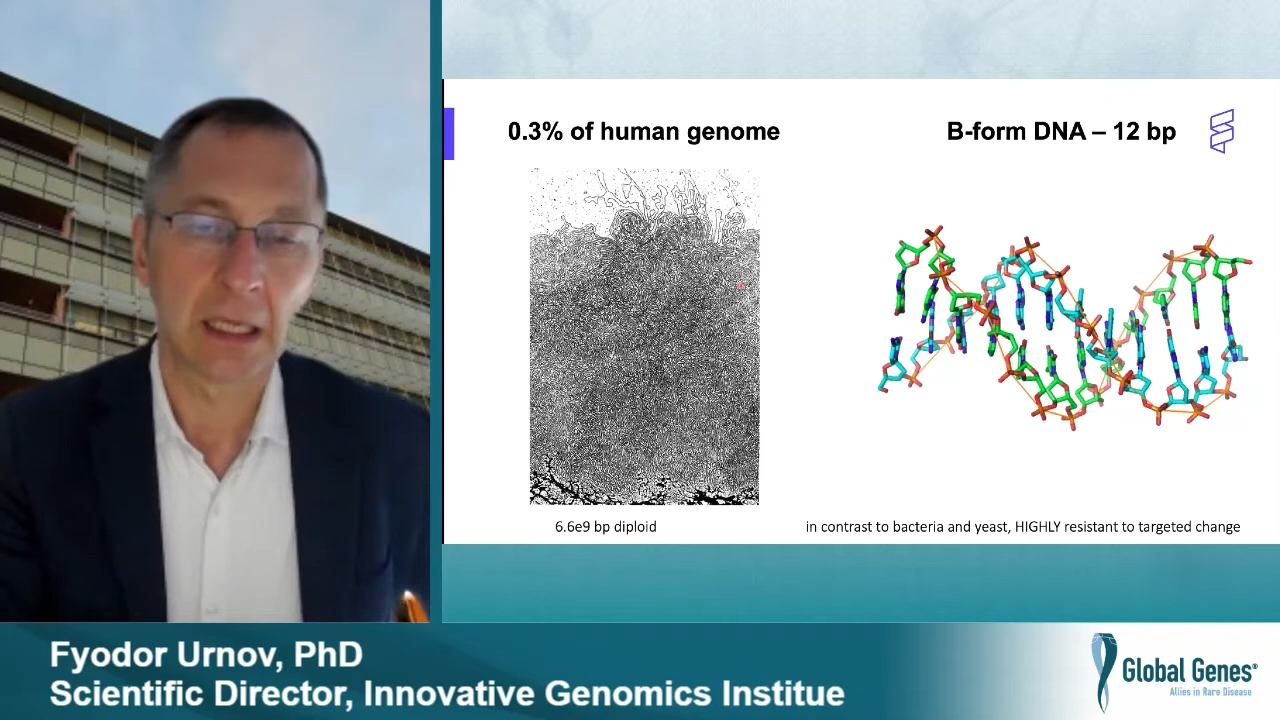 0.3% of human genome
B-form DNA – 12 bp
6.6e9 bp diploid
in contrast to bacteria and yeast, HIGHLY resistant to targeted change
Fyodor Urnov, PhD
Scientific Director, Innovative Genomics Institue
Global Genes®
Allies in Rare Disease